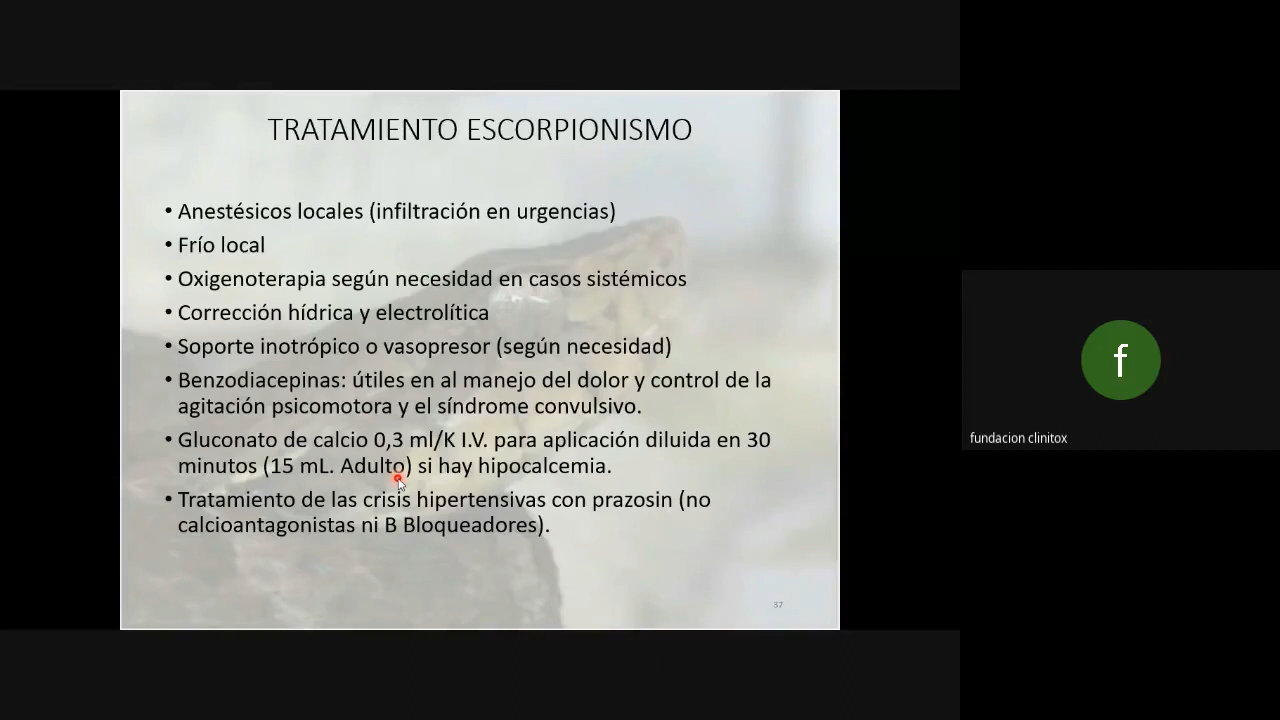 TRATAMIENTO ESCORPIONISMO
• Anestésicos locales (infiltración en urgencias)
• Frío local
• Oxigenoterapia según necesidad en casos sistémicos
• Corrección hídrica y electrolítica
• Soporte inotrópico o vasopresor (según necesidad)
• Benzodiacepinas: útiles en al manejo del dolor y control de la
agitación psicomotora y el síndrome convulsivo.
• Gluconato de calcio 0,3 ml/K I.V. para aplicación diluida en 30
minutos (15 mL. Adulto) si hay hipocalcemia.
• Tratamiento de las crisis hipertensivas con prazosin (no
calcioantagonistas ni B Bloqueadores).
37
f
fundacion clinitox